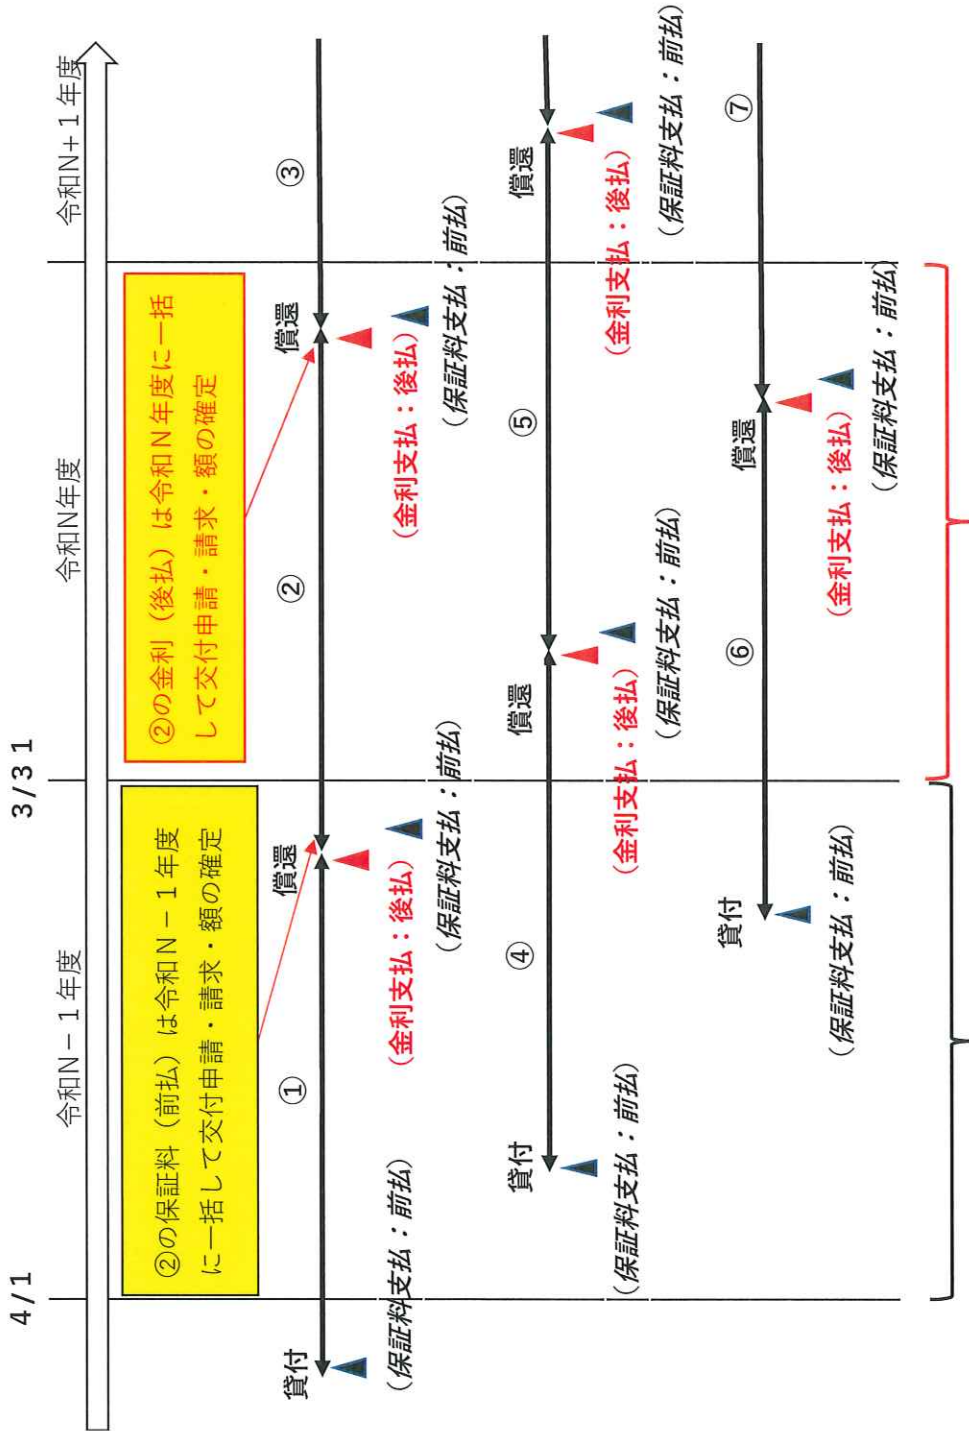 4/1
3/31
令和N－1年度
令和N年度
令和N+1年度
②の保証料（前払）は令和N－1年度
に一括して交付申請・請求・額の確定
②の金利（後払）は令和N年度に一括
して交付申請・請求・額の確定
貸付
①
償還
②
償還
③
（保証料支払：前払）
（金利支払：後払）
（保証料支払：前払）
（金利支払：後払）
（保証料支払：前払）
貸付
④
償還
⑤
償還
（保証料支払：前払）
（金利支払：後払）
（保証料支払：前払）
（金利支払：後払）
（保証料支払：前払）
貸付
⑥
償還
⑦
（保証料支払：前払）
（金利支払：後払）
（保証料支払：前払）